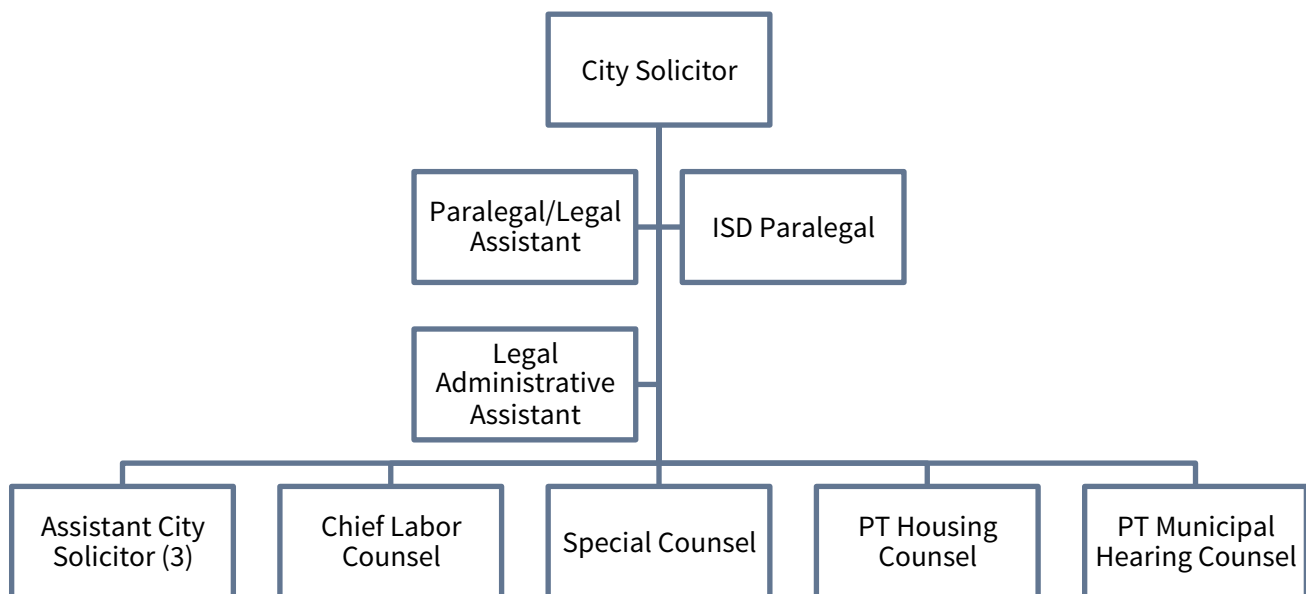 City Solicitor
Paralegal/Legal
Assistant
ISD Paralegal
Legal
Administrative
Assistant
Assistant City
Solicitor (3)
Chief Labor
Counsel
Special Counsel
PT Housing
Counsel
PT Municipal
Hearing Counsel